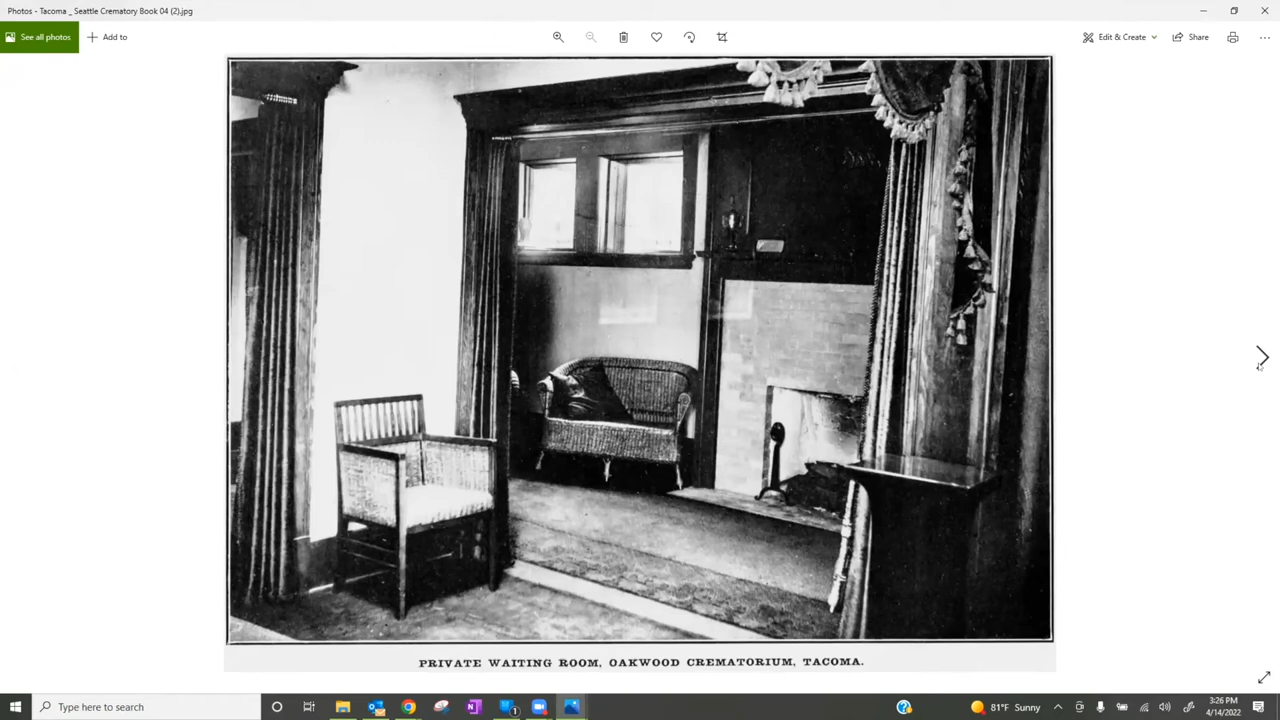 Photos - Tacoma _ Seattle Crematory Book 04 (2).jpg
See all photos
Add to
Edit & Create
Share
PRIVATE WAITING ROOM, OAKWOOD CREMATORIUM, TACOMA.
Type here to search
1
81°F Sunny
3:26 PM
4/14/2022